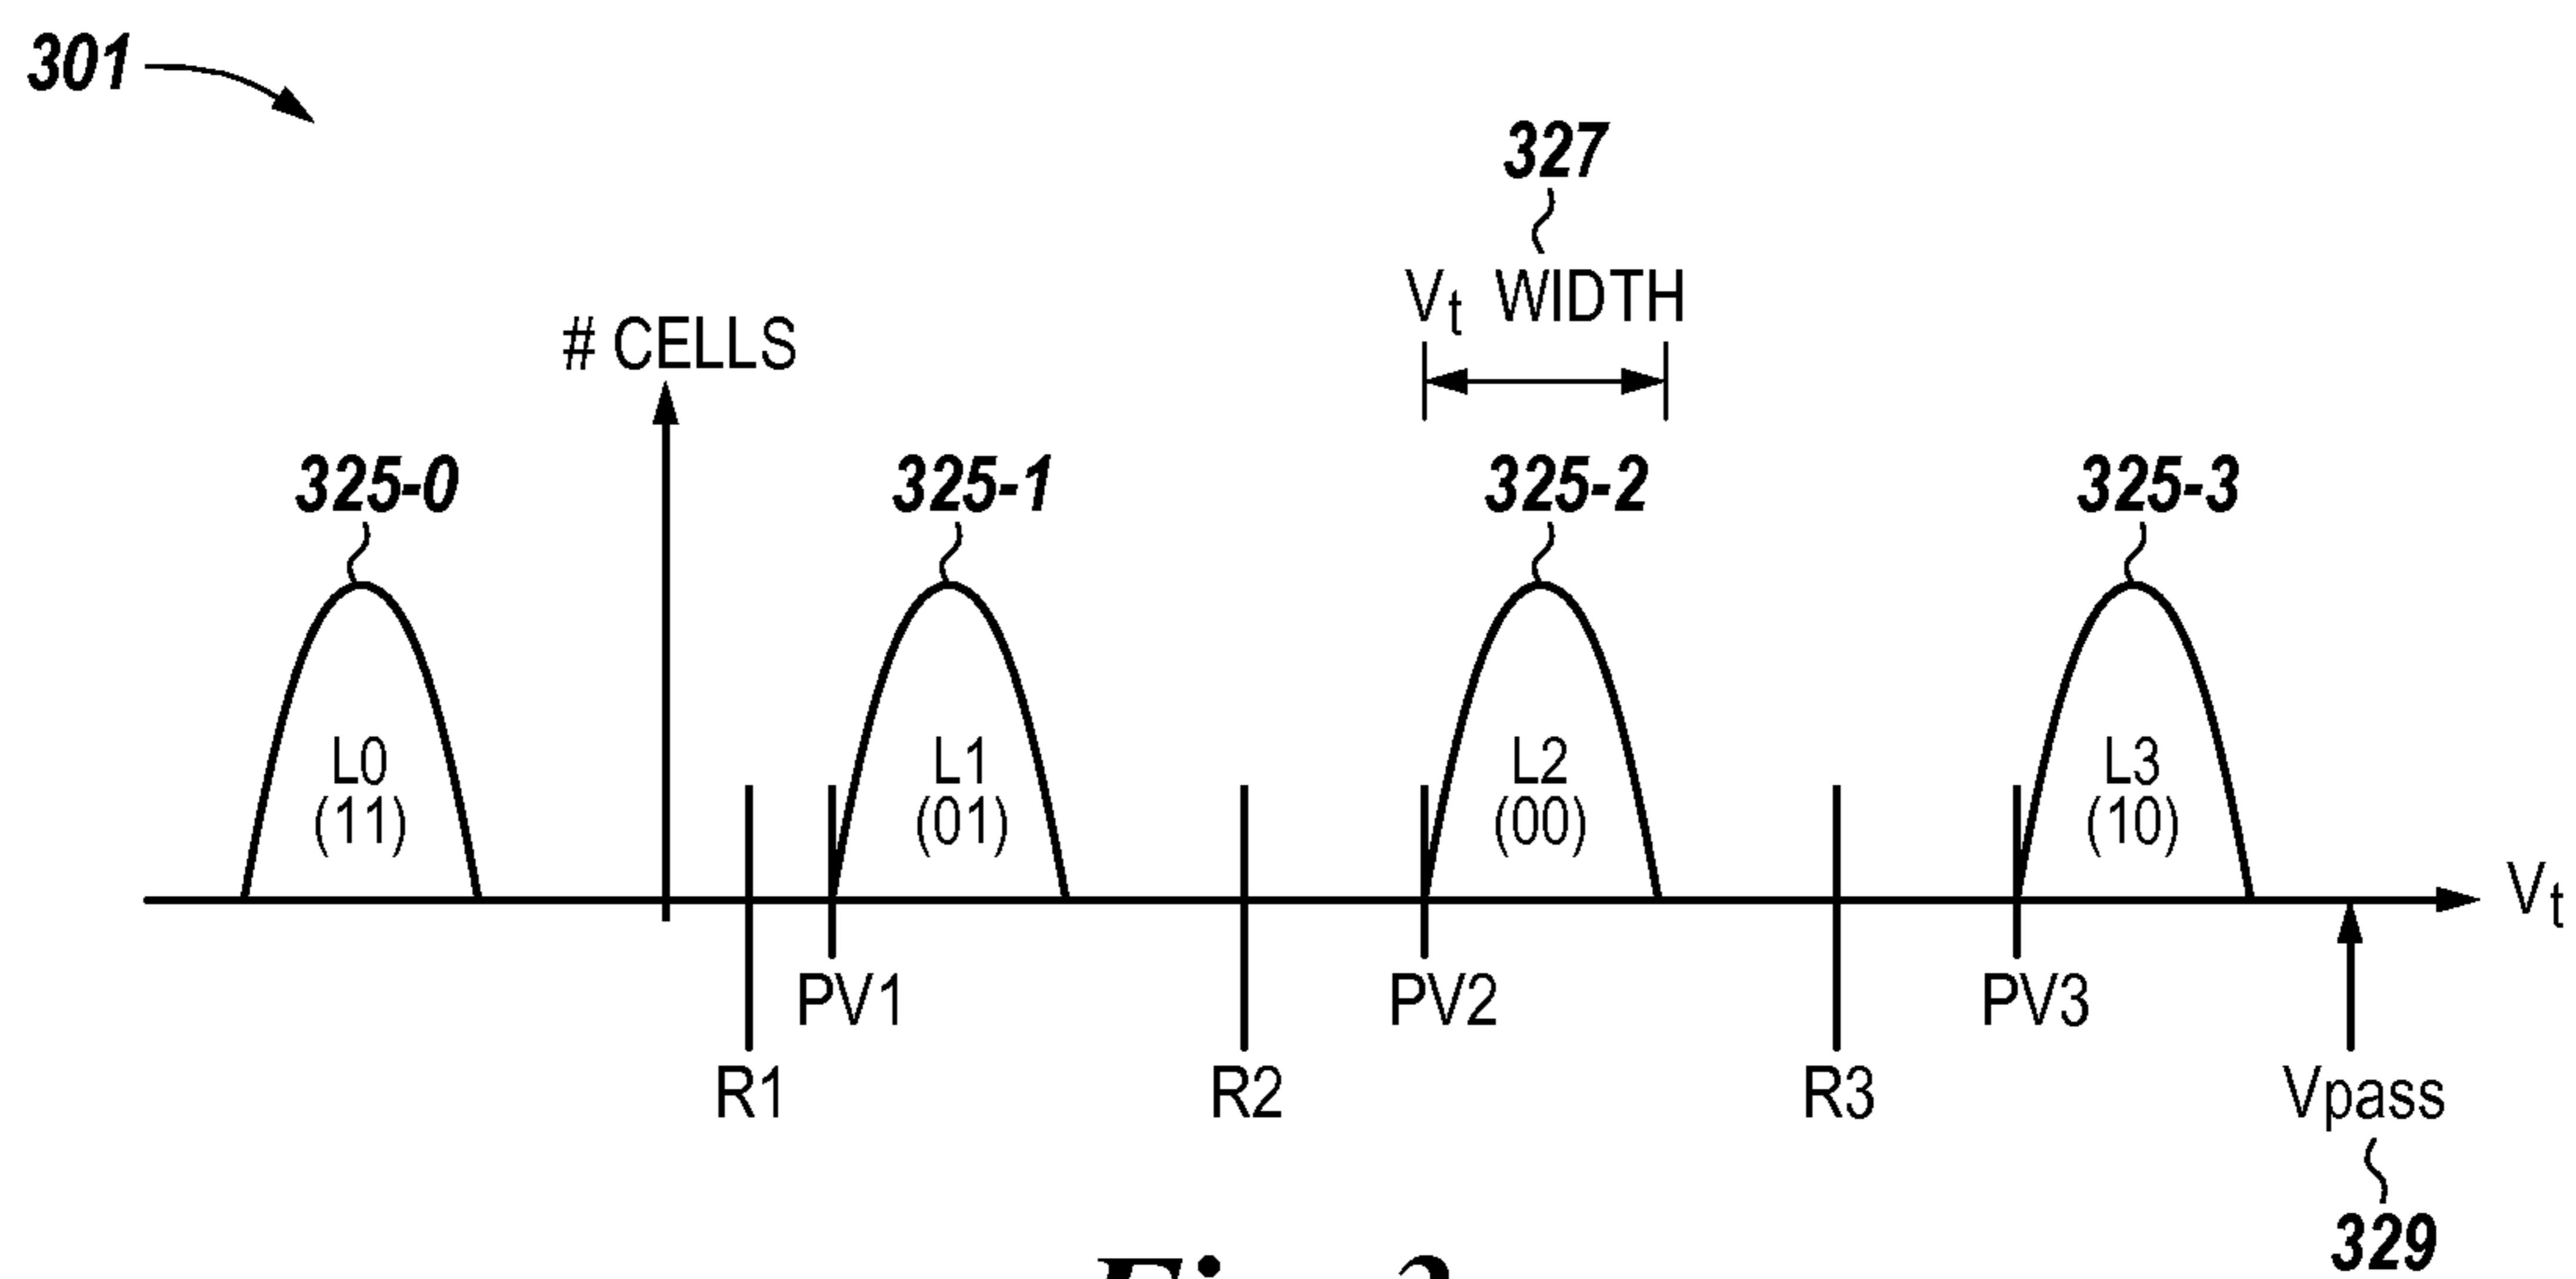 301
327
Vt WIDTH
# CELLS
325-0 325-1 325-2 325-3
L0 L1 L2 L3
(11) (01) (00) (10)
Vt
PV1 PV2 PV3
R1 R2 R3 Vpass
329